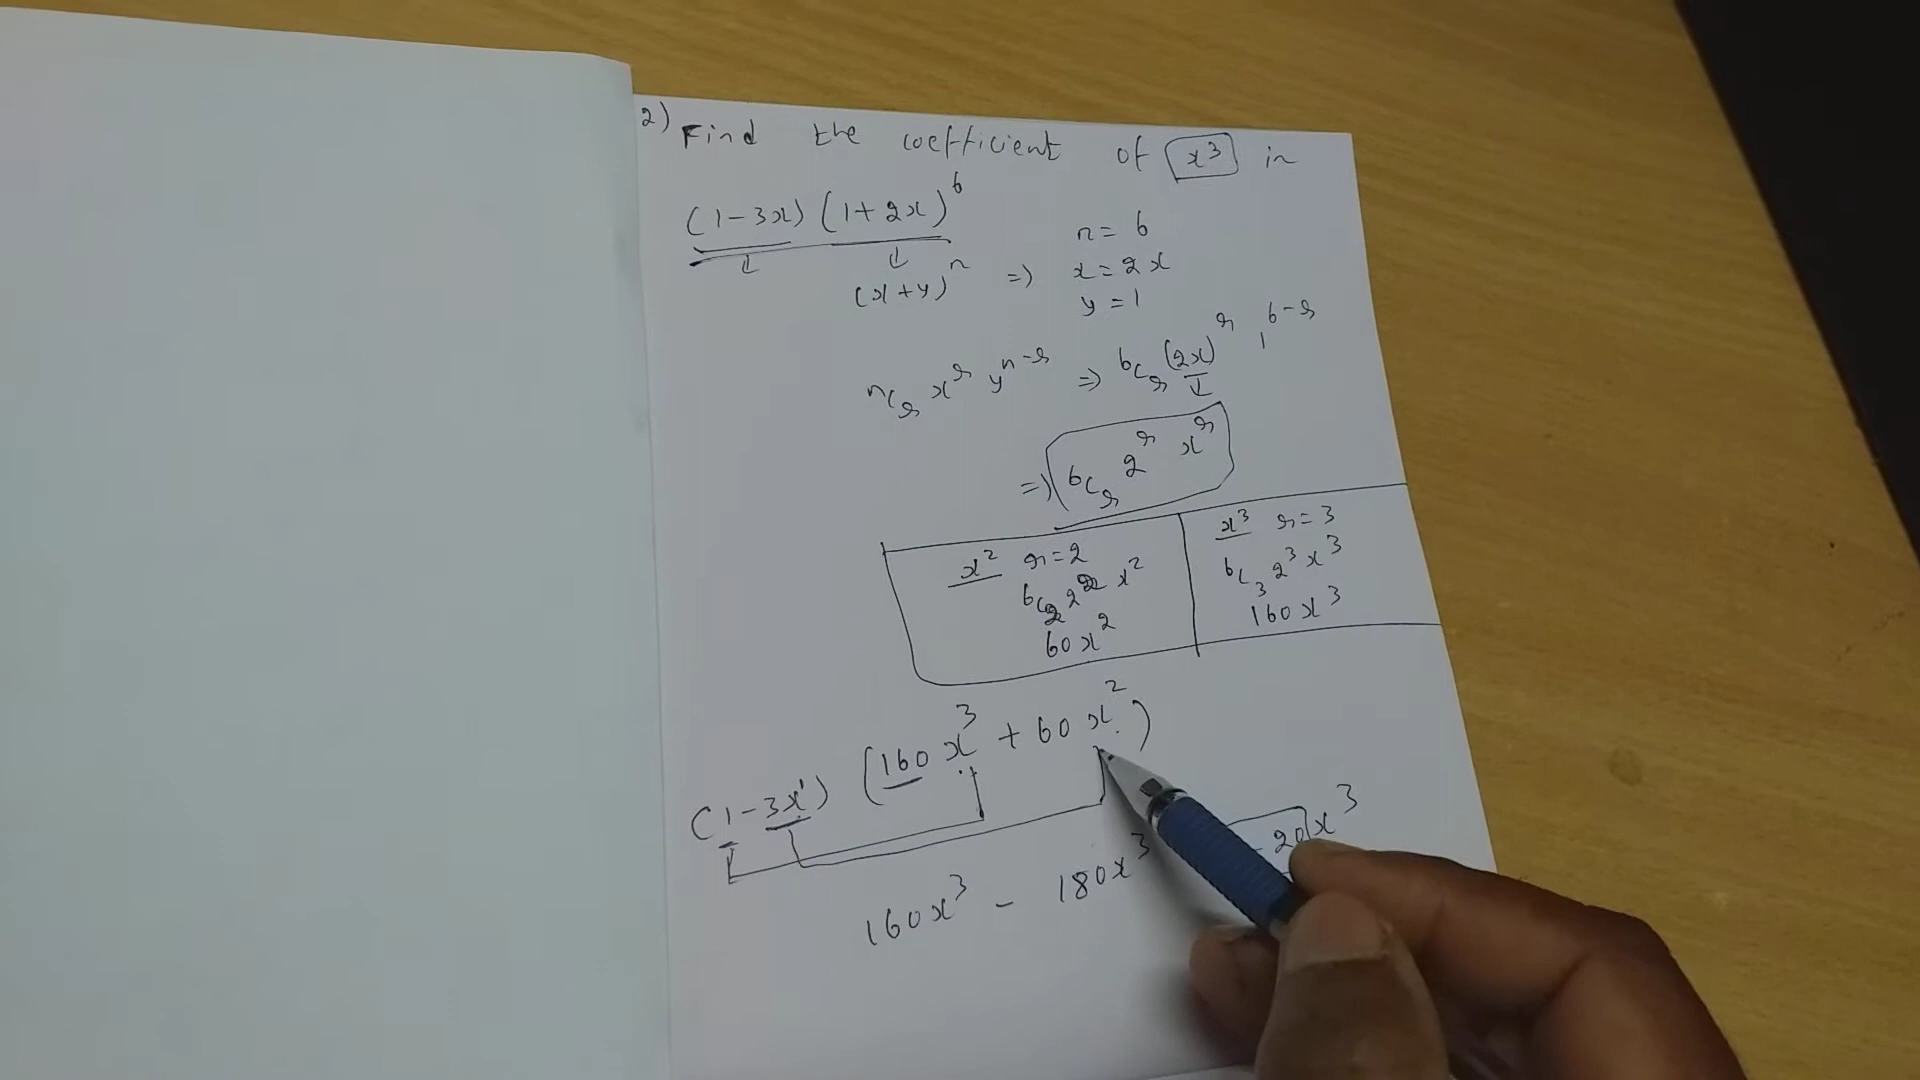 2) Find the coefficient of x³ in
(1-3x) (1+2x)⁶
(x+y)ⁿ => n = 6
x = 2x
y = 1
ⁿCᵣ xʳ yⁿ⁻ʳ => ⁶Cᵣ (2x)ʳ 1⁶⁻ʳ
=> ⁶Cᵣ 2ʳ xʳ
x² r=2
⁶C₂ 2² x²
60x²
x³ r=3
⁶C₃ 2³ x³
160x³
(1-3x¹) (160x³ + 60x²)
160x³ - 180x³ -20x³